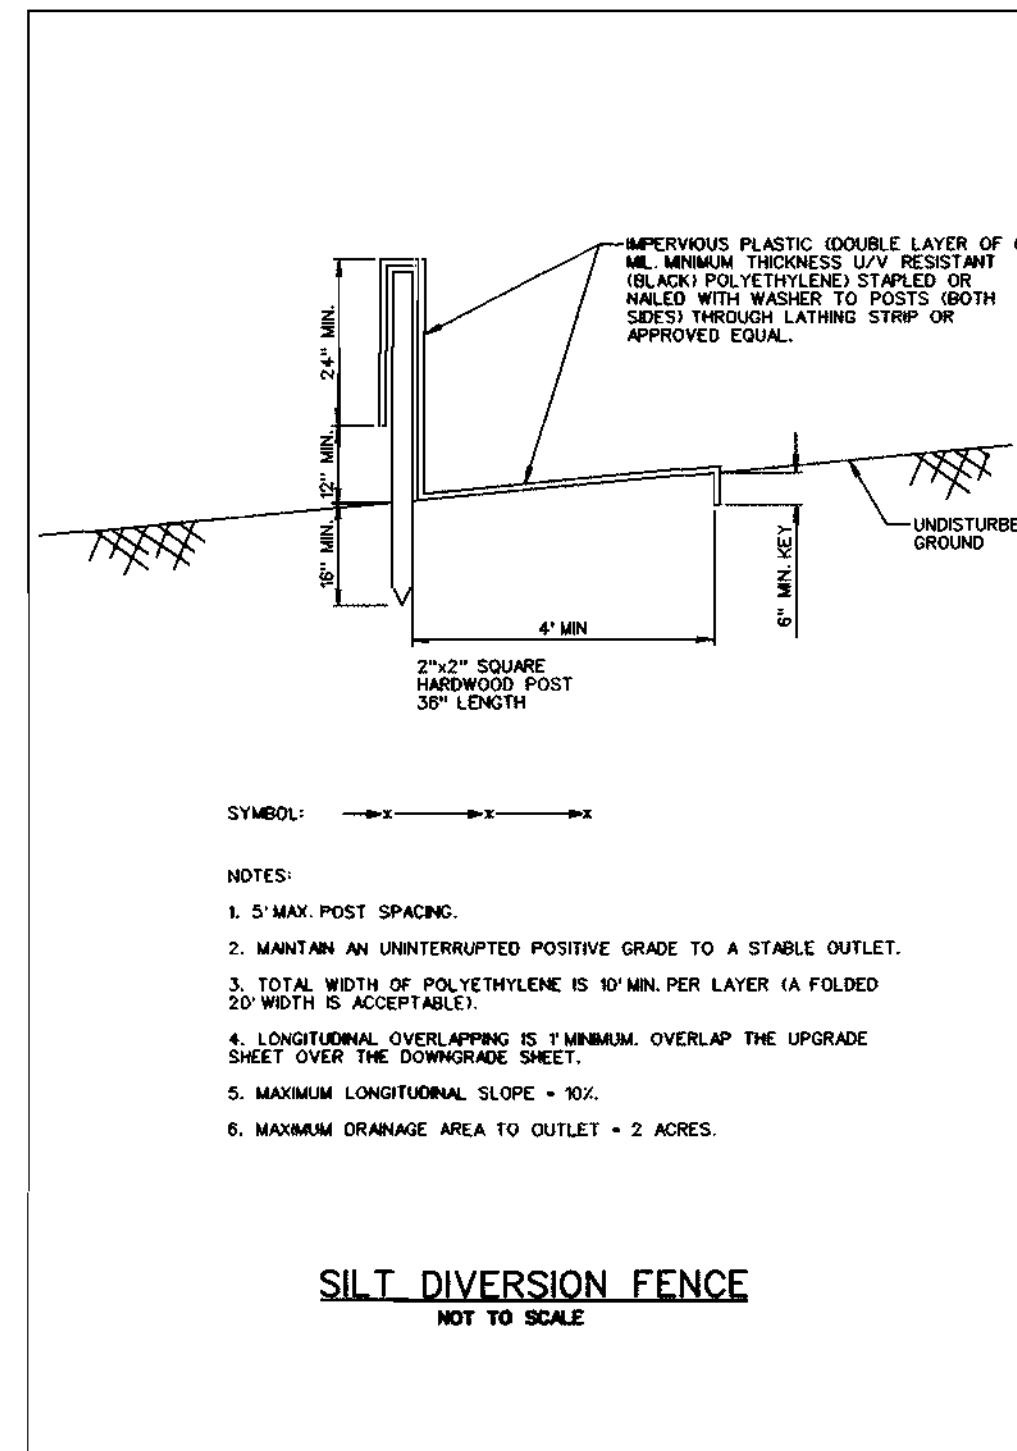 IMPERVIOUS PLASTIC (DOUBLE LAYER OF
MIL. MINIMUM THICKNESS U/V RESISTANT
(BLACK) POLYETHYLENE) STAPLED OR
NAILED WITH WASHER TO POSTS (BOTH
SIDES) THROUGH LATHING STRIP OR
APPROVED EQUAL.
24" MIN.
12" MIN.
16" MIN.
6" MIN. KEY
UNDISTURBE
GROUND
4' MIN
2"x2" SQUARE
HARDWOOD POST
36" LENGTH
SYMBOL: x x x
NOTES:
1. 5' MAX. POST SPACING.
2. MAINTAIN AN UNINTERRUPTED POSITIVE GRADE TO A STABLE OUTLET.
3. TOTAL WIDTH OF POLYETHYLENE IS 10' MIN. PER LAYER (A FOLDED
20' WIDTH IS ACCEPTABLE).
4. LONGITUDINAL OVERLAPPING IS 1' MINIMUM. OVERLAP THE UPGRADE
SHEET OVER THE DOWNGRADE SHEET.
5. MAXIMUM LONGITUDINAL SLOPE = 10%.
6. MAXIMUM DRAINAGE AREA TO OUTLET = 2 ACRES.
SILT DIVERSION FENCE
NOT TO SCALE